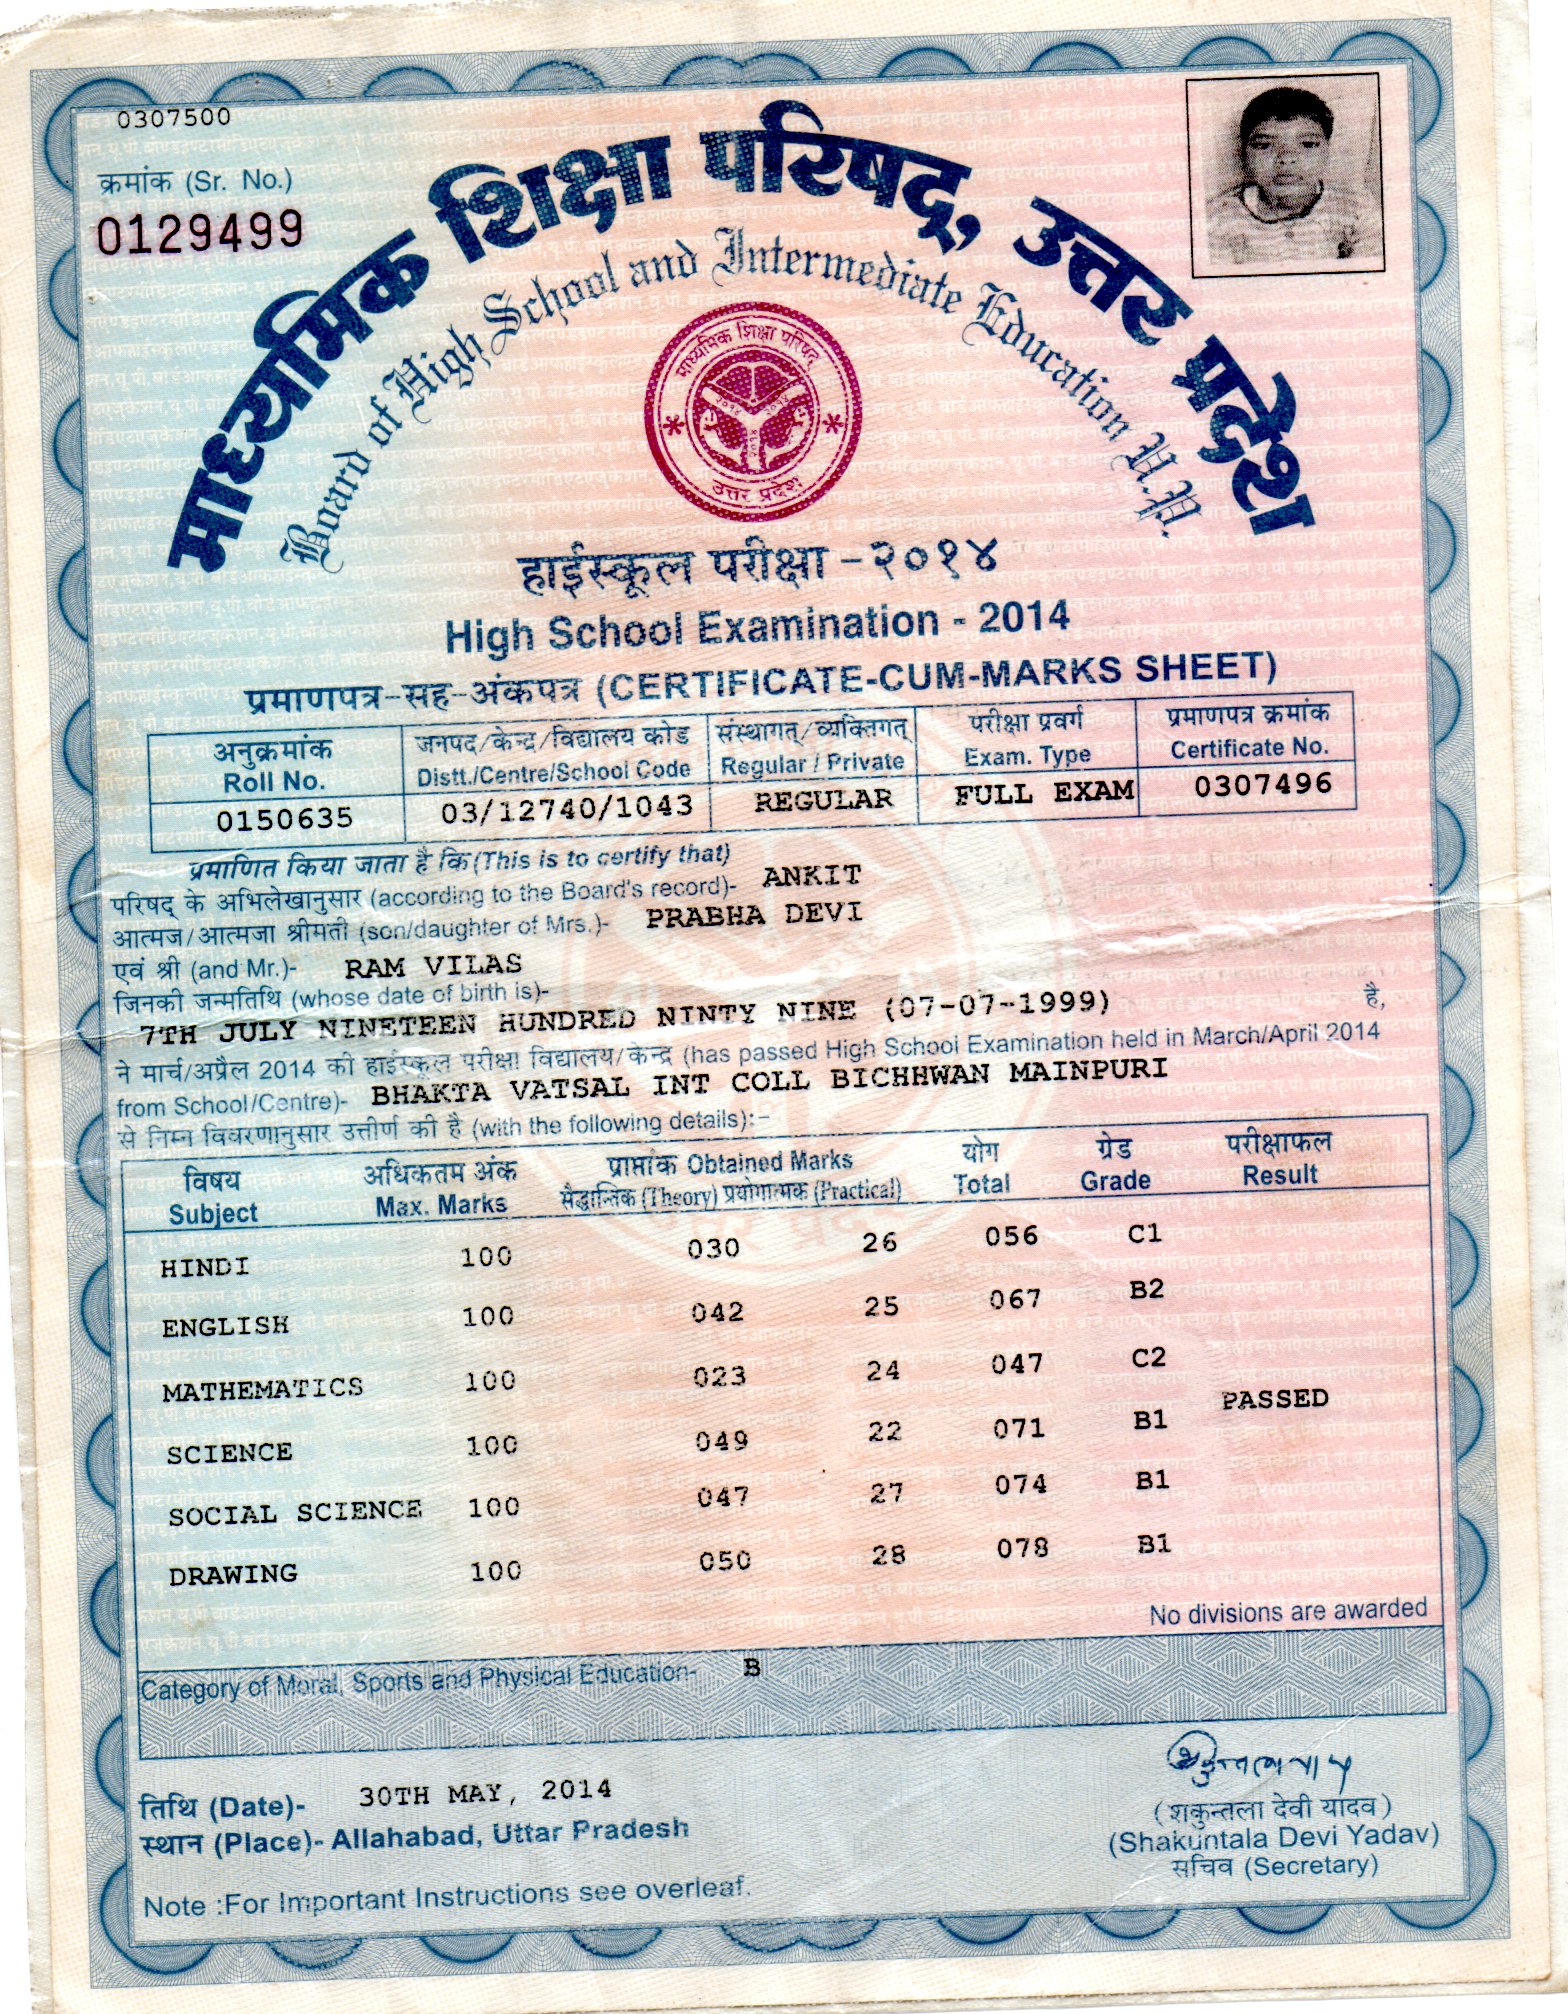 0307500
क्रमांक (Sr. No.)
0129499
माध्यमिक शिक्षा परिषद्, उत्तर प्रदेश
Board of High School and Intermediate Education U.P.
माध्यमिक शिक्षा परिषद्
उत्तर प्रदेश
हाईस्कूल परीक्षा - २०१४
High School Examination - 2014
प्रमाणपत्र-सह-अंकपत्र (CERTIFICATE-CUM-MARKS SHEET)
अनुक्रमांक जनपद/केन्द्र/विद्यालय कोड संस्थागत्/व्यक्तिगत् परीक्षा प्रवर्ग प्रमाणपत्र क्रमांक
Roll No. Distt./Centre/School Code Regular / Private Exam. Type Certificate No.
0150635 03/12740/1043 REGULAR FULL EXAM 0307496
प्रमाणित किया जाता है कि (This is to certify that)
परिषद् के अभिलेखानुसार (according to the Board's record)- ANKIT
आत्मज/आत्मजा श्रीमती (son/daughter of Mrs.)- PRABHA DEVI
एवं श्री (and Mr.)- RAM VILAS
जिनकी जन्मतिथि (whose date of birth is)-
7TH JULY NINETEEN HUNDRED NINTY NINE (07-07-1999) है,
ने मार्च/अप्रैल 2014 की हाईस्कूल परीक्षा विद्यालय/केन्द्र (has passed High School Examination held in March/April 2014
from School/Centre)- BHAKTA VATSAL INT COLL BICHHWAN MAINPURI
से निम्न विवरणानुसार उत्तीर्ण की है (with the following details):-
विषय अधिकतम अंक प्राप्तांक Obtained Marks योग ग्रेड परीक्षाफल
Subject Max. Marks सैद्धान्तिक (Theory) प्रयोगात्मक (Practical) Total Grade Result
HINDI 100 030 26 056 C1
ENGLISH 100 042 25 067 B2
MATHEMATICS 100 023 24 047 C2
PASSED
SCIENCE 100 049 22 071 B1
SOCIAL SCIENCE 100 047 27 074 B1
DRAWING 100 050 28 078 B1
No divisions are awarded
Category of Moral, Sports and Physical Education- B
तिथि (Date)- 30TH MAY, 2014
स्थान (Place)- Allahabad, Uttar Pradesh
(शकुन्तला देवी यादव)
(Shakuntala Devi Yadav)
सचिव (Secretary)
Note :For Important Instructions see overleaf.